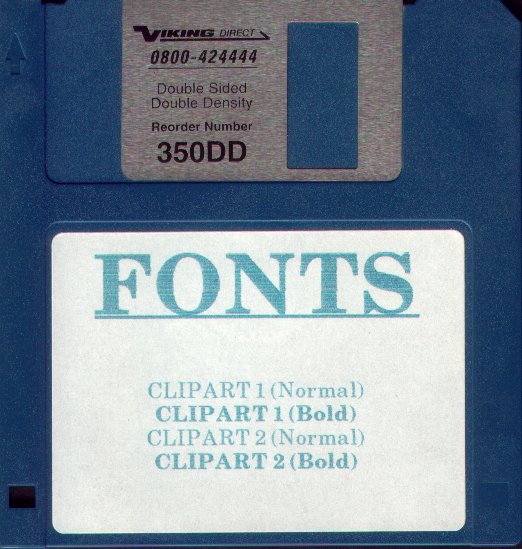 VIKING DIRECT
0800-424444
Double Sided
Double Density
Reorder Number
350DD
FONTS
CLIPART 1 (Normal)
CLIPART 1 (Bold)
CLIPART 2 (Normal)
CLIPART 2 (Bold)